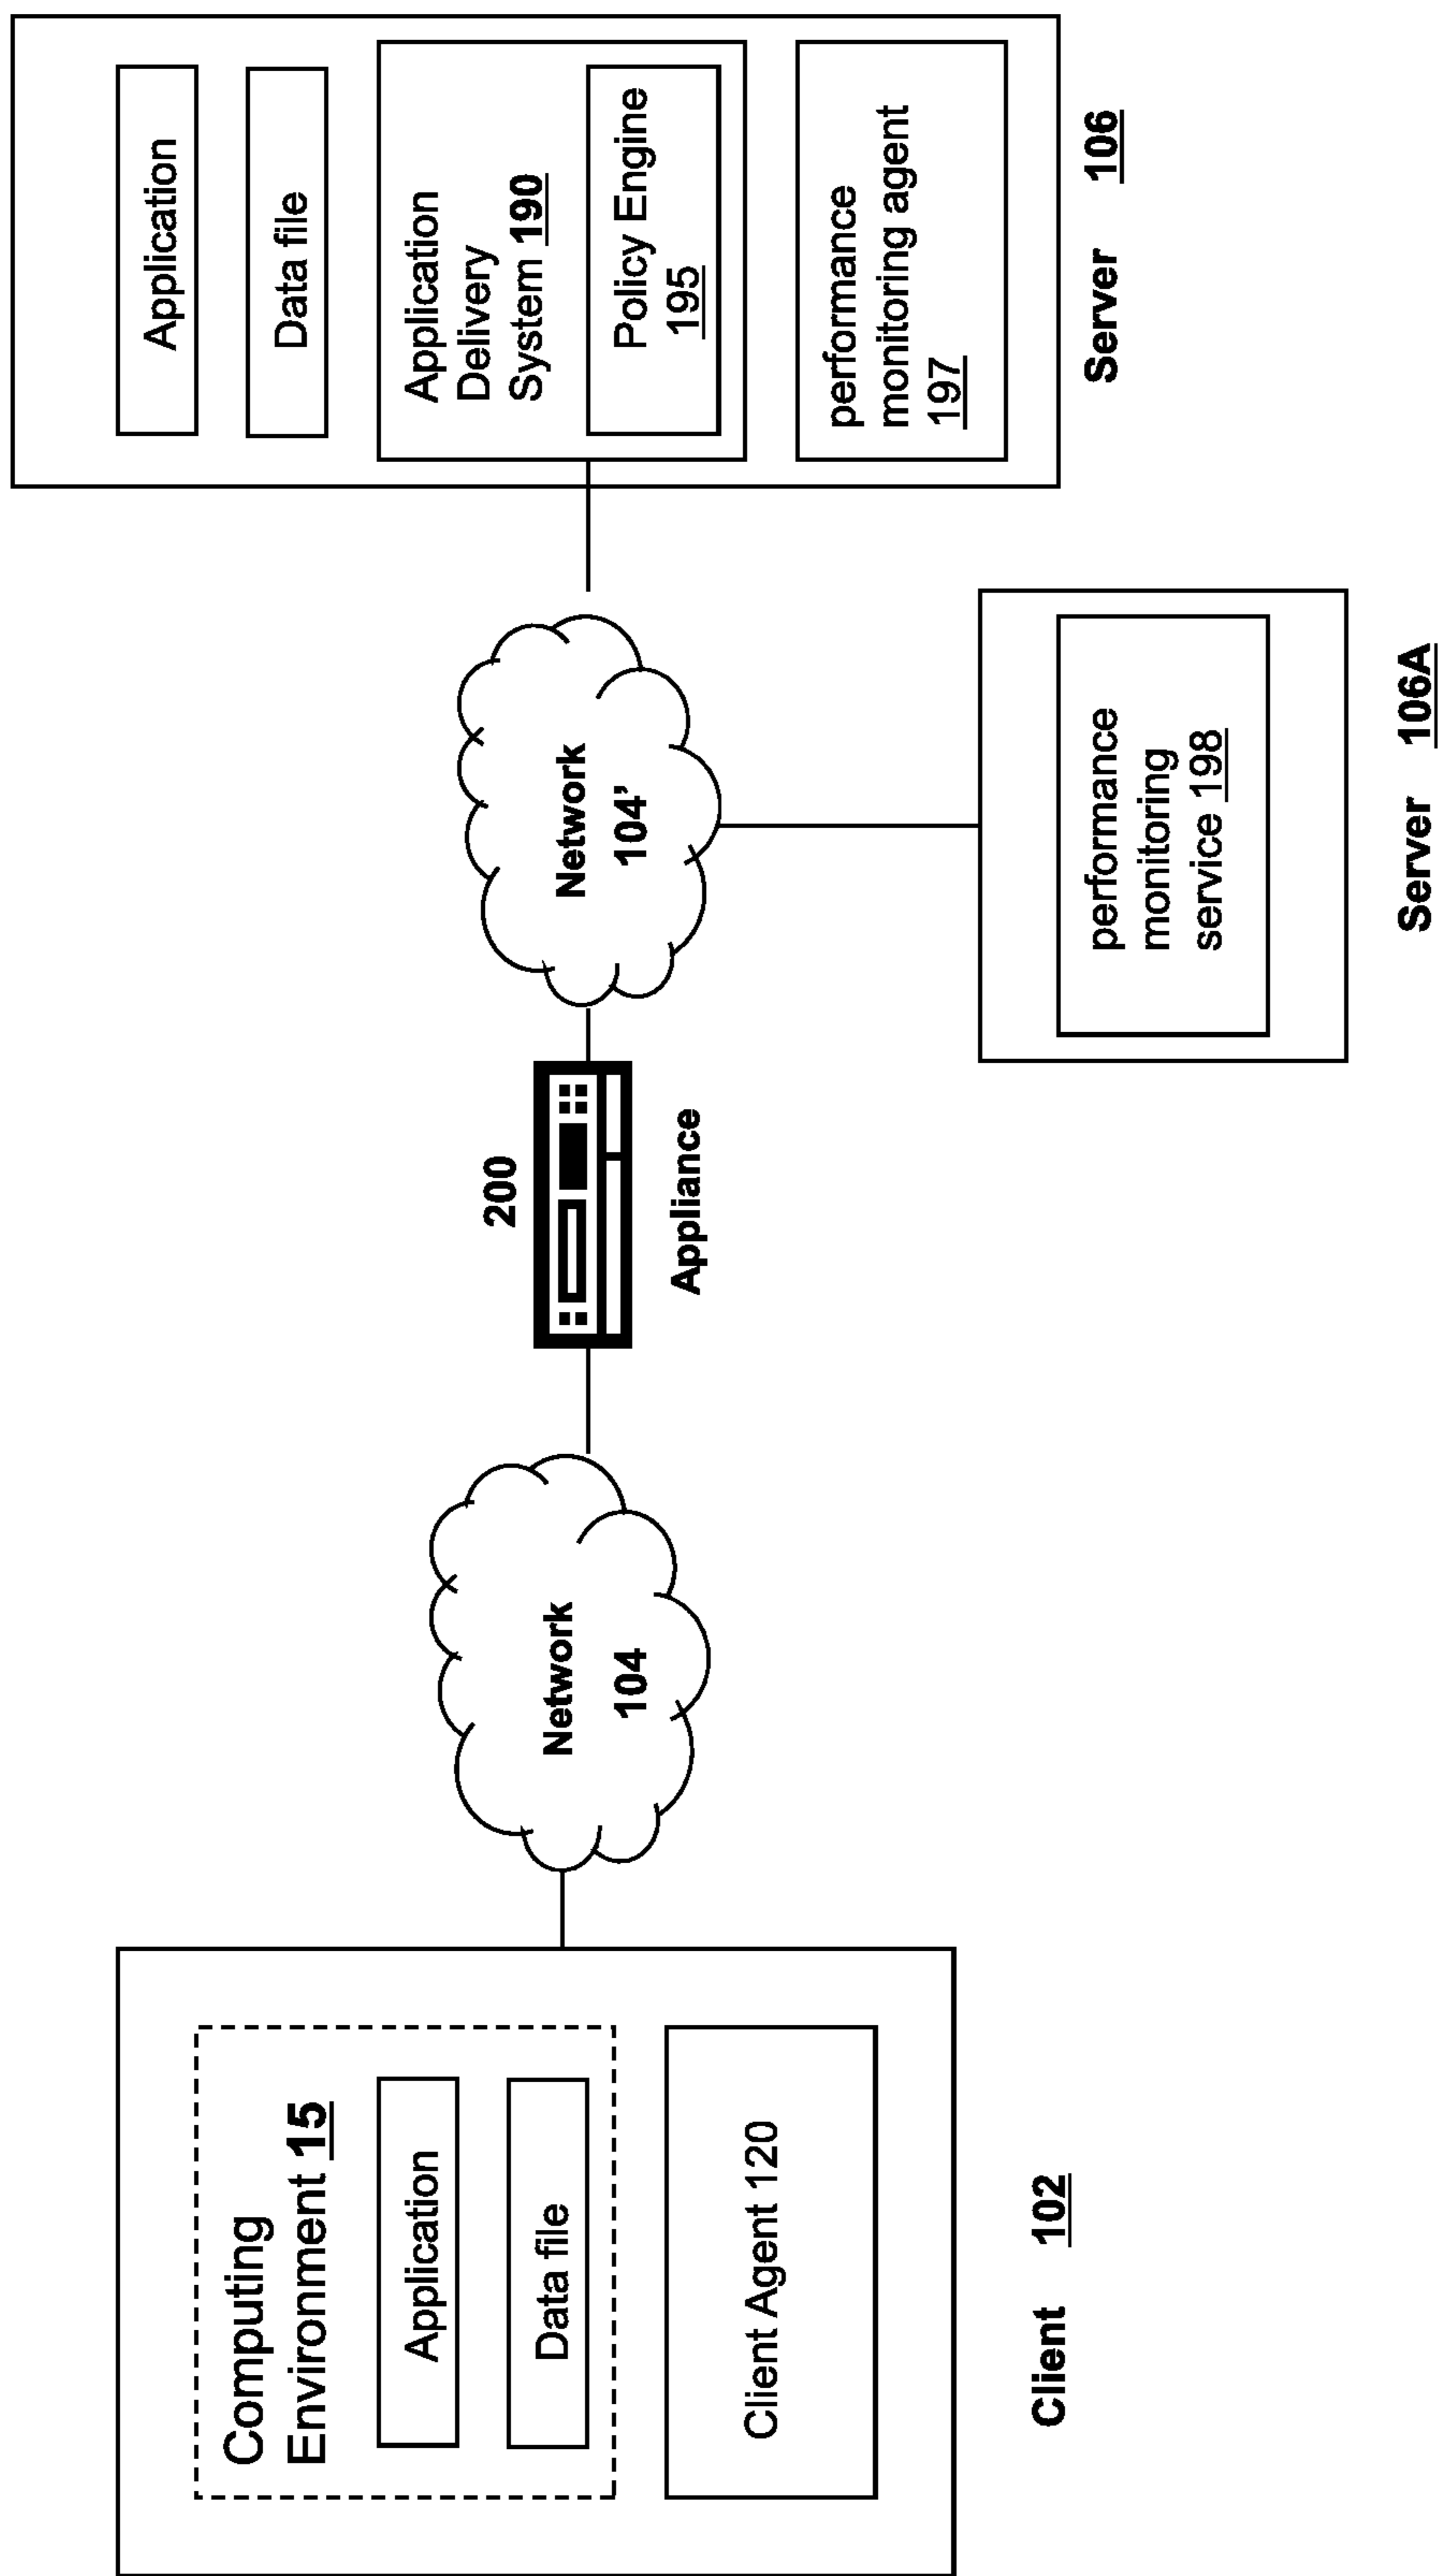 Computing
Environment 15
Application
Data file
Client Agent 120
Client 102
Network
104
200
Appliance
Network
104’
performance
monitoring
service 198
Server 106A
Application
Data file
Application
Delivery
System 190
Policy Engine
195
performance
monitoring agent
197
Server 106